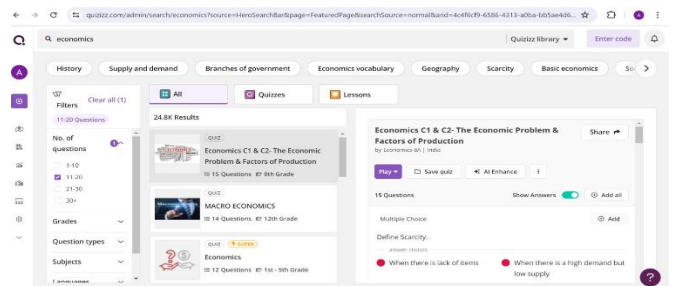 quizizz.com/admin/search/economics?source=HeroSearchBar&page=FeaturedPage&searchSource=normal&arid=4c4f6cf9-6586-4313-a0ba-bb5ae4d6...
A
economics
Quizizz library
Enter code
A
History
Supply and demand
Branches of government
Economics vocabulary
Geography
Scarcity
Basic economics
Filters
Clear all (1)
11-20 Questions
No. of questions
1
1-10
11-20
21-30
30+
Grades
Question types
Subjects
Languages
All
Quizzes
Lessons
24.8K Results
QUIZ
Economics C1 & C2- The Economic
Problem & Factors of Production
15 Questions 8th Grade
QUIZ
MACRO ECONOMICS
14 Questions 12th Grade
QUIZ SUPER
Economics
12 Questions 1st - 5th Grade
Economics C1 & C2- The Economic Problem &
Factors of Production
by Economics 8A | India
Share
Play
Save quiz
AI Enhance
15 Questions
Show Answers
Add all
Multiple Choice
Add
Define Scarcity.
answer choices
When there is lack of items
When there is a high demand but
low supply
?